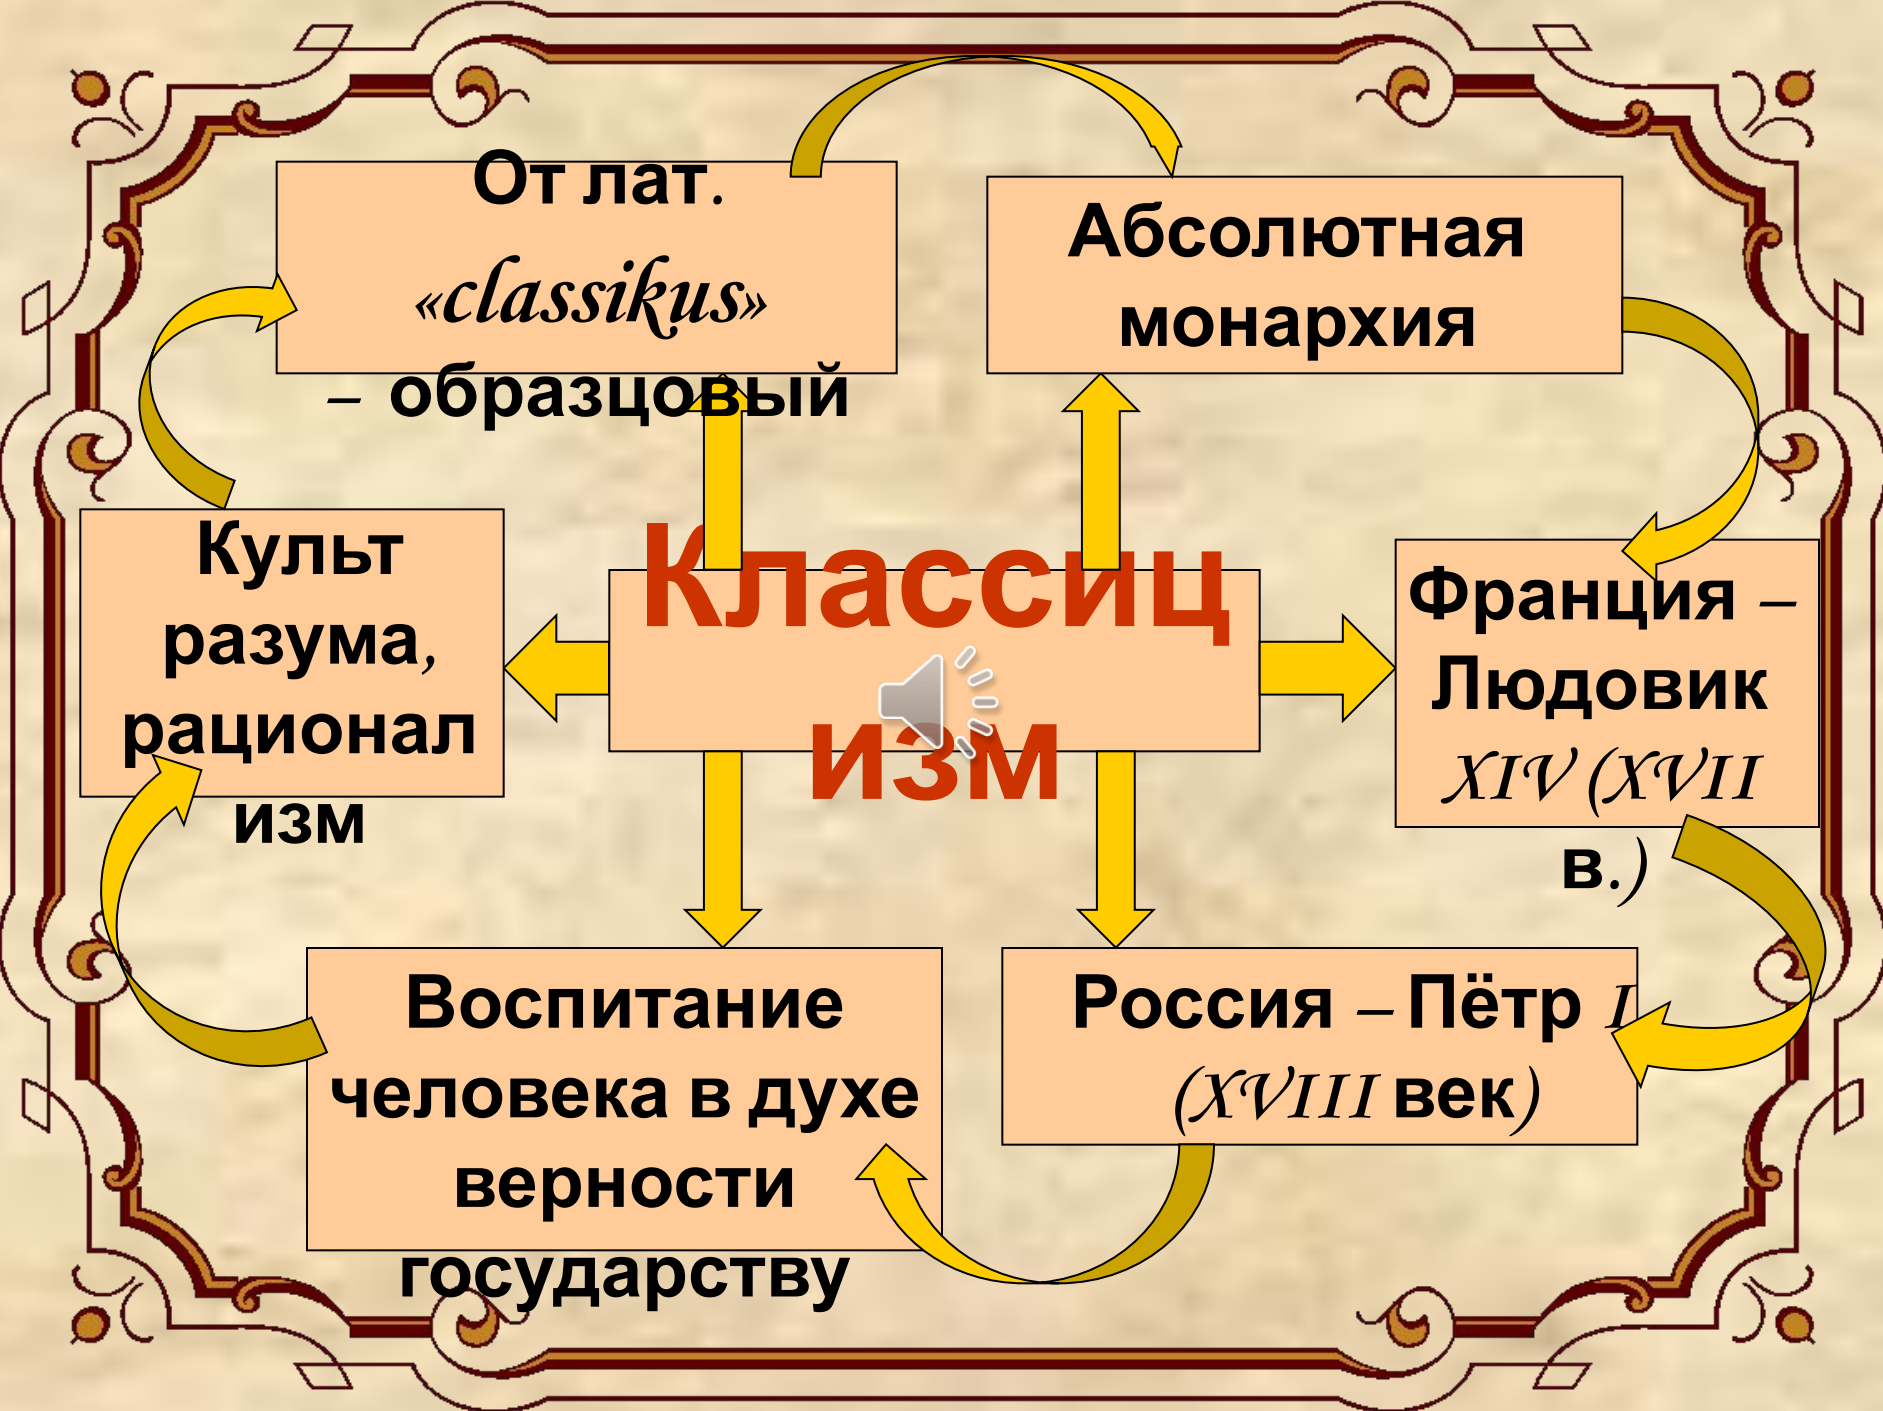 От лат.
«classikus»
– образцовый
Абсолютная
монархия
Культ
разума,
рационал
изм
Классиц
изм
Франция –
Людовик
XIV (XVII
в.)
Воспитание
человека в духе
верности
государству
Россия – Пётр I
(XVIII век)